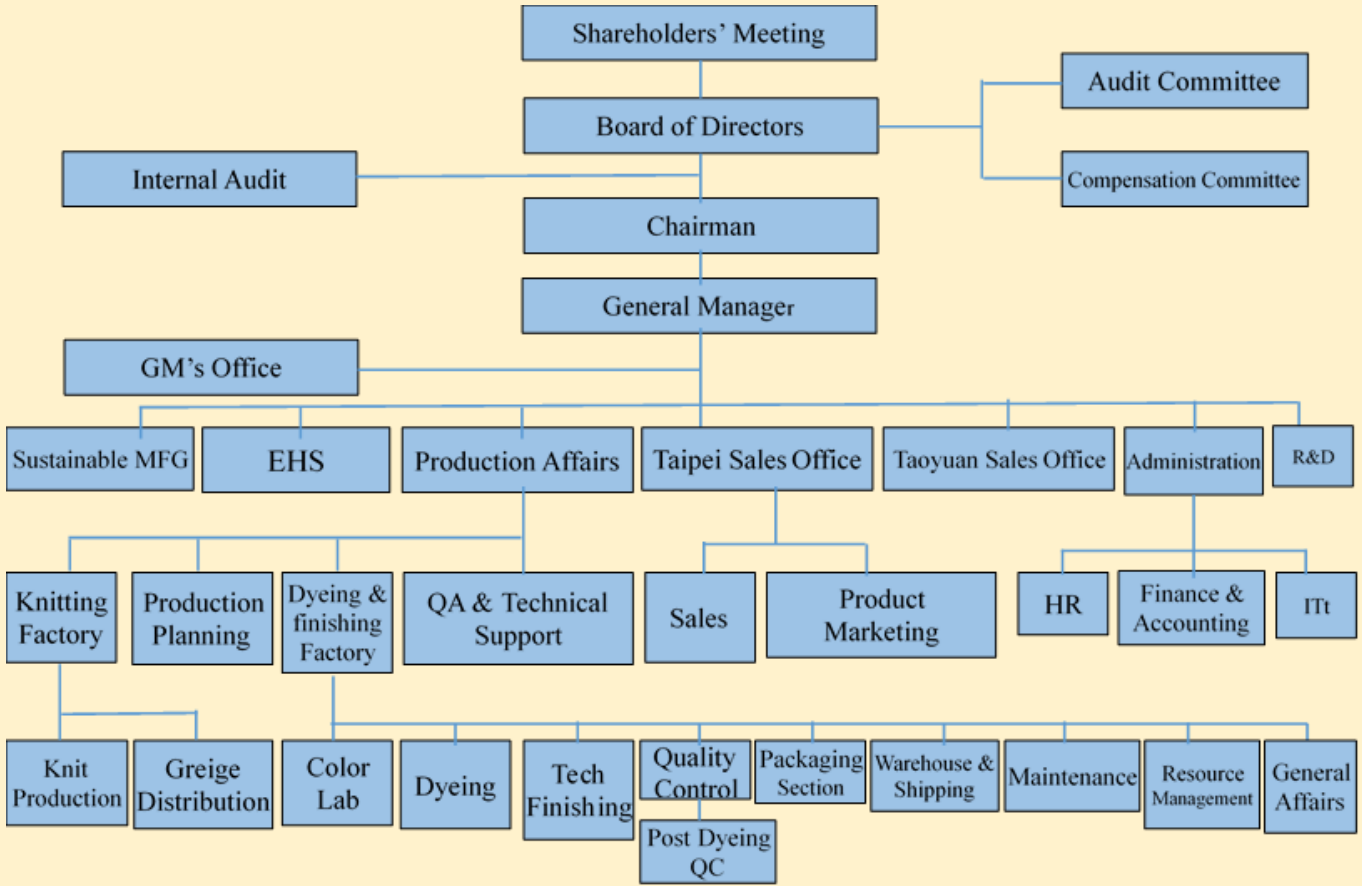 Shareholders' Meeting
Audit Committee
Board of Directors
Internal Audit
Compensation Committee
Chairman
General Manager
GM's Office
Sustainable MFG
EHS
Production Affairs
Taipei Sales Office
Taoyuan Sales Office
Administration
R&D
Knitting
Factory
Production
Planning
Dyeing &
finishing
Factory
QA & Technical
Support
Sales
Product
Marketing
HR
Finance &
Accounting
ITt
Knit
Production
Greige
Distribution
Color
Lab
Dyeing
Tech
Finishing
Quality
Control
Packaging
Section
Warehouse &
Shipping
Maintenance
Resource
Management
General
Affairs
Post Dyeing
QC